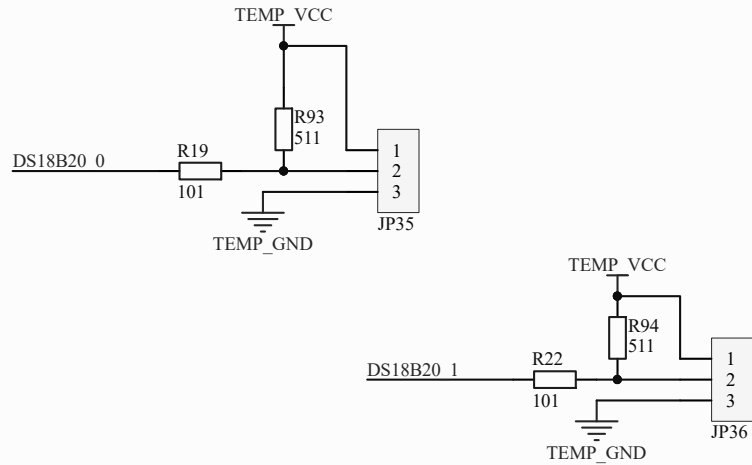 TEMP_VCC
R93
511
DS18B20_0
R19
101
1
2
3
JP35
TEMP_GND
TEMP_VCC
R94
511
DS18B20_1
R22
101
1
2
3
JP36
TEMP_GND